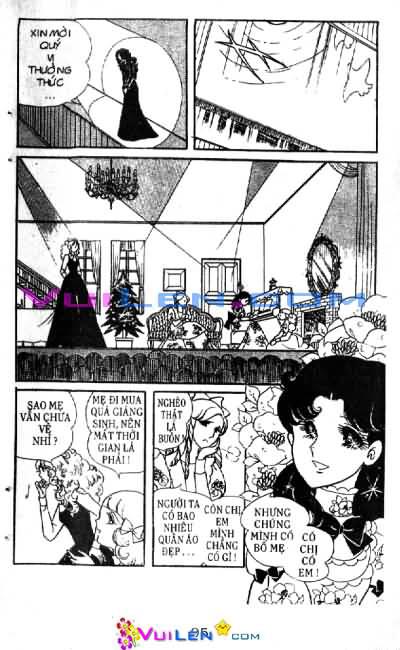 XIN MỜI
QUÝ
VỊ
THƯỞNG
THỨC
...
VUILEN.COM
SAO MẸ
VẪN CHƯA
VỀ
NHỈ ?
MẸ ĐI MUA
QUÀ GIÁNG
SINH, NÊN
MẤT THỜI
GIAN LÀ
PHẢI !
NGHÈO
THẬT
LÀ
BUỒN !
NGƯỜI TA
CÓ BAO
NHIÊU
QUẦN ÁO
ĐẸP...
CÒN CHỊ
EM
MÌNH
CHẲNG
CÓ GÌ !
NHƯNG
CHÚNG
MÌNH CÓ
BỐ MẸ
CÓ CHỊ
CÓ
EM !
25
VUILEN.COM